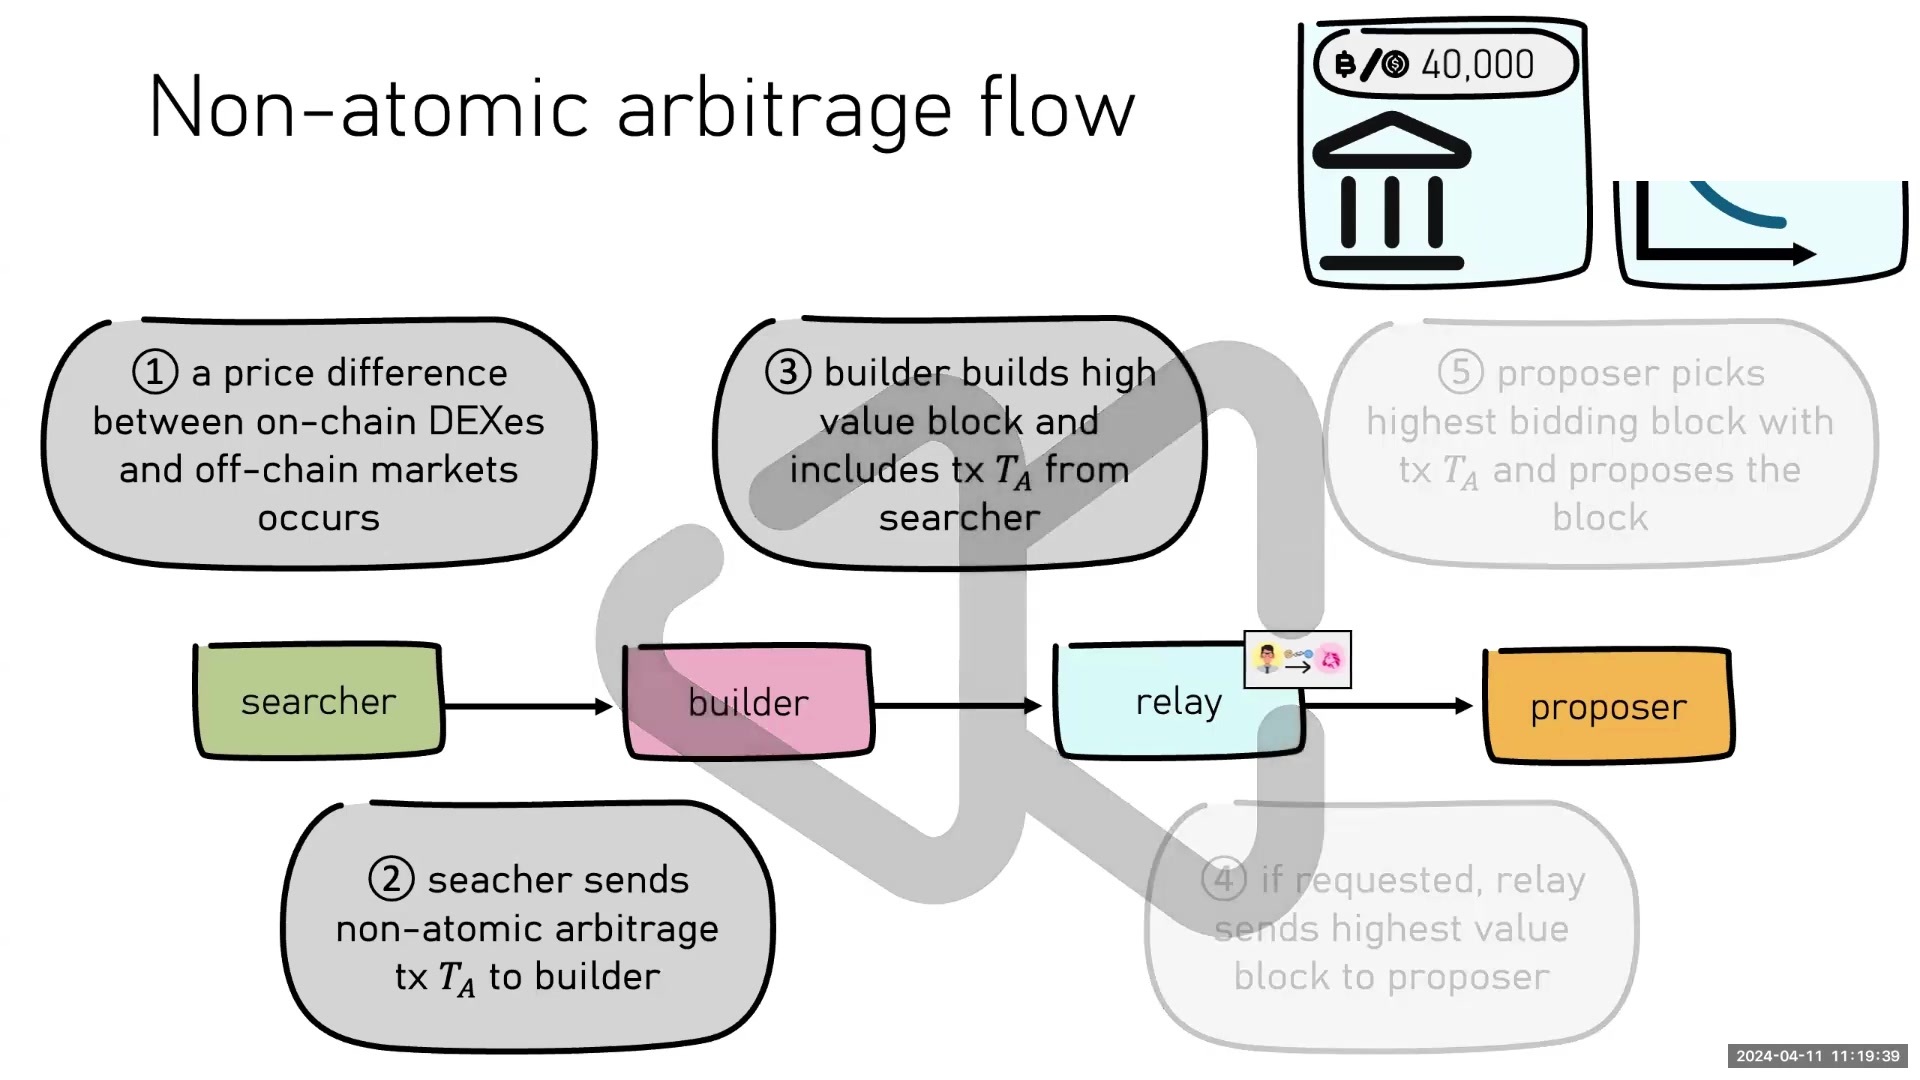 Non-atomic arbitrage flow
40,000
① a price difference
between on-chain DEXes
and off-chain markets
occurs
③ builder builds high
value block and
includes tx T_A from
searcher
⑤ proposer picks
highest bidding block with
tx T_A and proposes the
block
searcher
builder
relay
proposer
② seacher sends
non-atomic arbitrage
tx T_A to builder
④ if requested, relay
sends highest value
block to proposer
2024-04-11 11:19:39